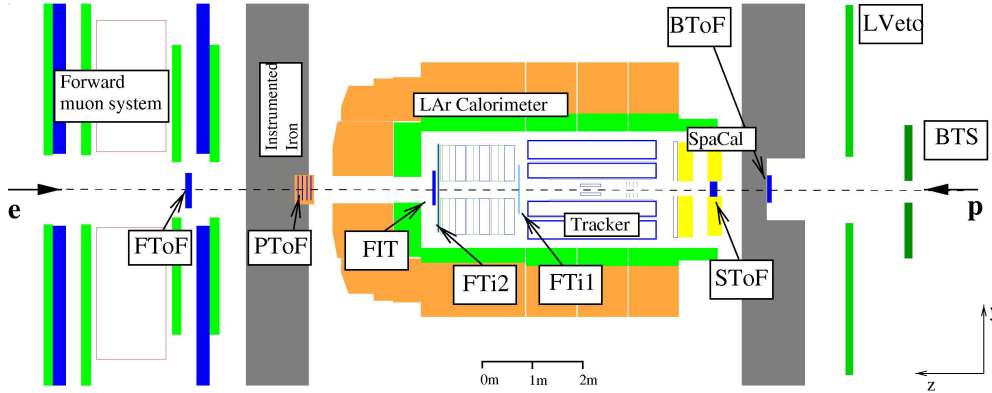 BToF
LVeto
Forward
muon system
Instrumented
Iron
LAr Calorimeter
SpaCal
BTS
e
p
FToF
PToF
FIT
FTi2
FTi1
Tracker
SToF
y
z
0m 1m 2m